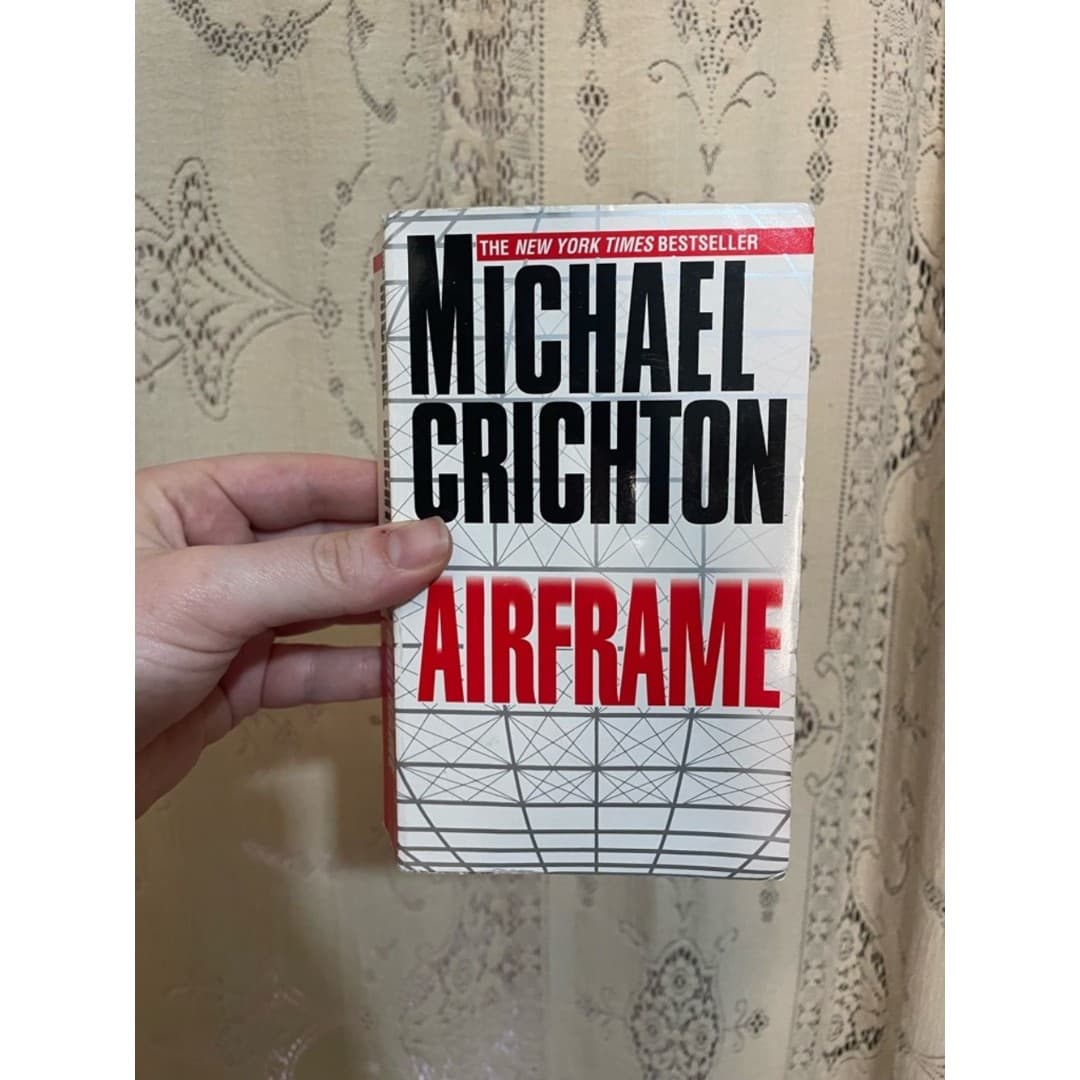 THE NEW YORK TIMES BESTSELLER
MICHAEL
CRICHTON
AIRFRAME